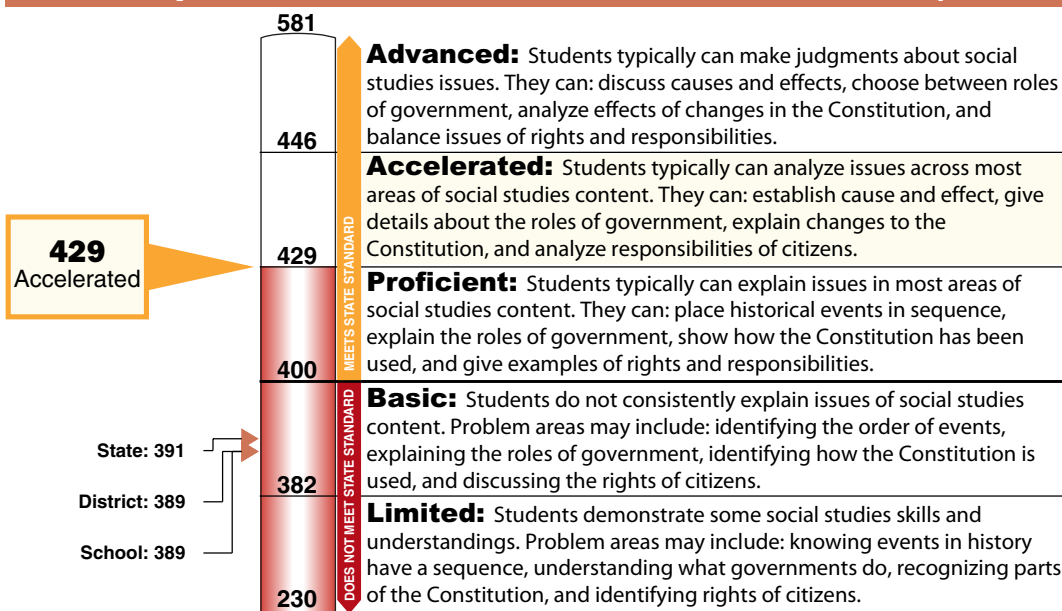 581
Advanced: Students typically can make judgments about social
studies issues. They can: discuss causes and effects, choose between roles
of government, analyze effects of changes in the Constitution, and
balance issues of rights and responsibilities.
446
Accelerated: Students typically can analyze issues across most
areas of social studies content. They can: establish cause and effect, give
details about the roles of government, explain changes to the
Constitution, and analyze responsibilities of citizens.
429
Accelerated
429
MEETS STATE STANDARD
Proficient: Students typically can explain issues in most areas of
social studies content. They can: place historical events in sequence,
explain the roles of government, show how the Constitution has been
used, and give examples of rights and responsibilities.
400
Basic: Students do not consistently explain issues of social studies
content. Problem areas may include: identifying the order of events,
explaining the roles of government, identifying how the Constitution is
used, and discussing the rights of citizens.
State: 391
District: 389
School: 389
382
DOES NOT MEET STATE STANDARD
Limited: Students demonstrate some social studies skills and
understandings. Problem areas may include: knowing events in history
have a sequence, understanding what governments do, recognizing parts
of the Constitution, and identifying rights of citizens.
230